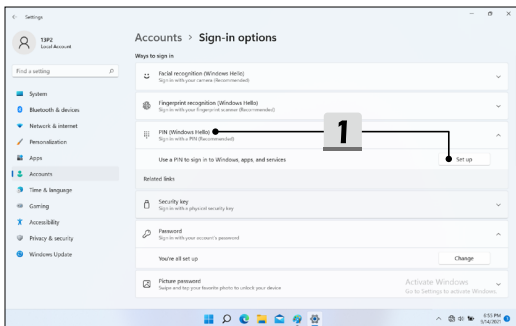 Settings
13P2
Local Account
Find a setting
System
Bluetooth & devices
Network & internet
Personalization
Apps
Accounts
Time & language
Gaming
Accessibility
Privacy & security
Windows Update
Accounts > Sign-in options
Ways to sign in
Facial recognition (Windows Hello)
Sign in with your camera (Recommended)
Fingerprint recognition (Windows Hello)
Sign in with your fingerprint scanner (Recommended)
PIN (Windows Hello)
Sign in with a PIN (Recommended)
1
Use a PIN to sign in to Windows, apps, and services
Set up
Related links
Security key
Sign in with a physical security key
Password
Sign in with your account's password
You're all set up
Change
Picture password
Swipe and tap your favorite photo to unlock your device
Activate Windows
Go to Settings to activate Windows.
6:53 PM
9/14/2021